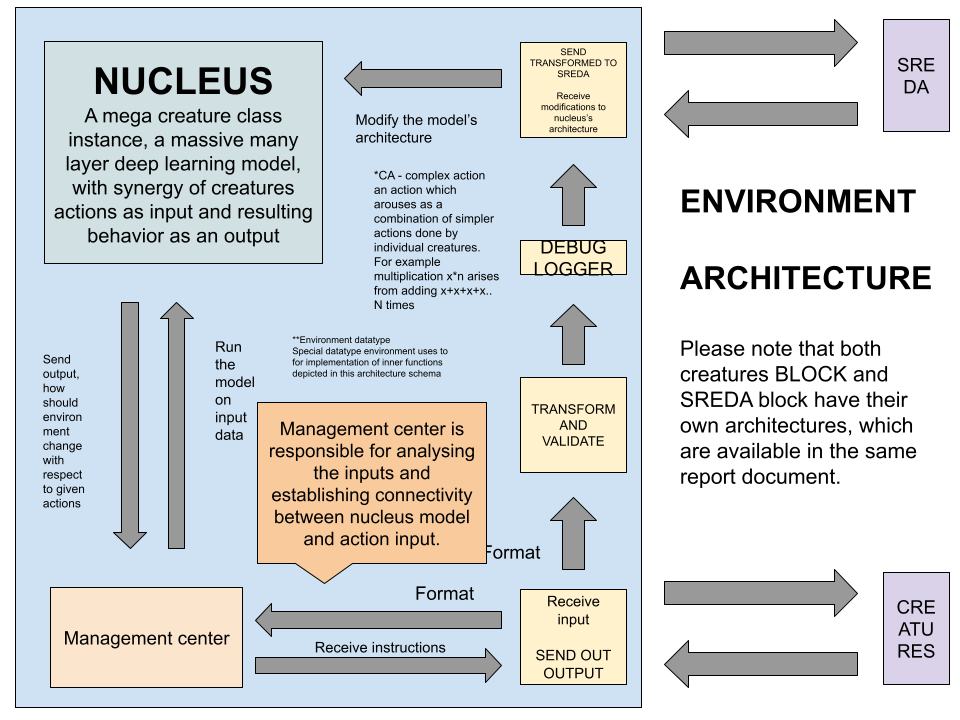 NUCLEUS
A mega creature class
instance, a massive many
layer deep learning model,
with synergy of creatures
actions as input and resulting
behavior as an output
Modify the model's
architecture
SEND
TRANSFORMED TO
SREDA
Receive
modifications to
nucleus's
architecture
SRE
DA
*CA - complex action
an action which
arouses as a
combination of simpler
actions done by
individual creatures.
For example
multiplication x*n arises
from adding x+x+x+x..
N times
DEBUG
LOGGER
ENVIRONMENT
ARCHITECTURE
Please note that both
creatures BLOCK and
SREDA block have their
own architectures, which
are available in the same
report document.
Send
output,
how
should
environ
ment
change
with
respect
to given
actions
Run
the
model
on
input
data
**Environment datatype
Special datatype environment uses to
for implementation of inner functions
depicted in this architecture schema
TRANSFORM
AND
VALIDATE
Management center is
responsible for analysing
the inputs and
establishing connectivity
between nucleus model
and action input.
Format
Management center
Format
Receive instructions
Receive
input
SEND OUT
OUTPUT
CRE
ATU
RES